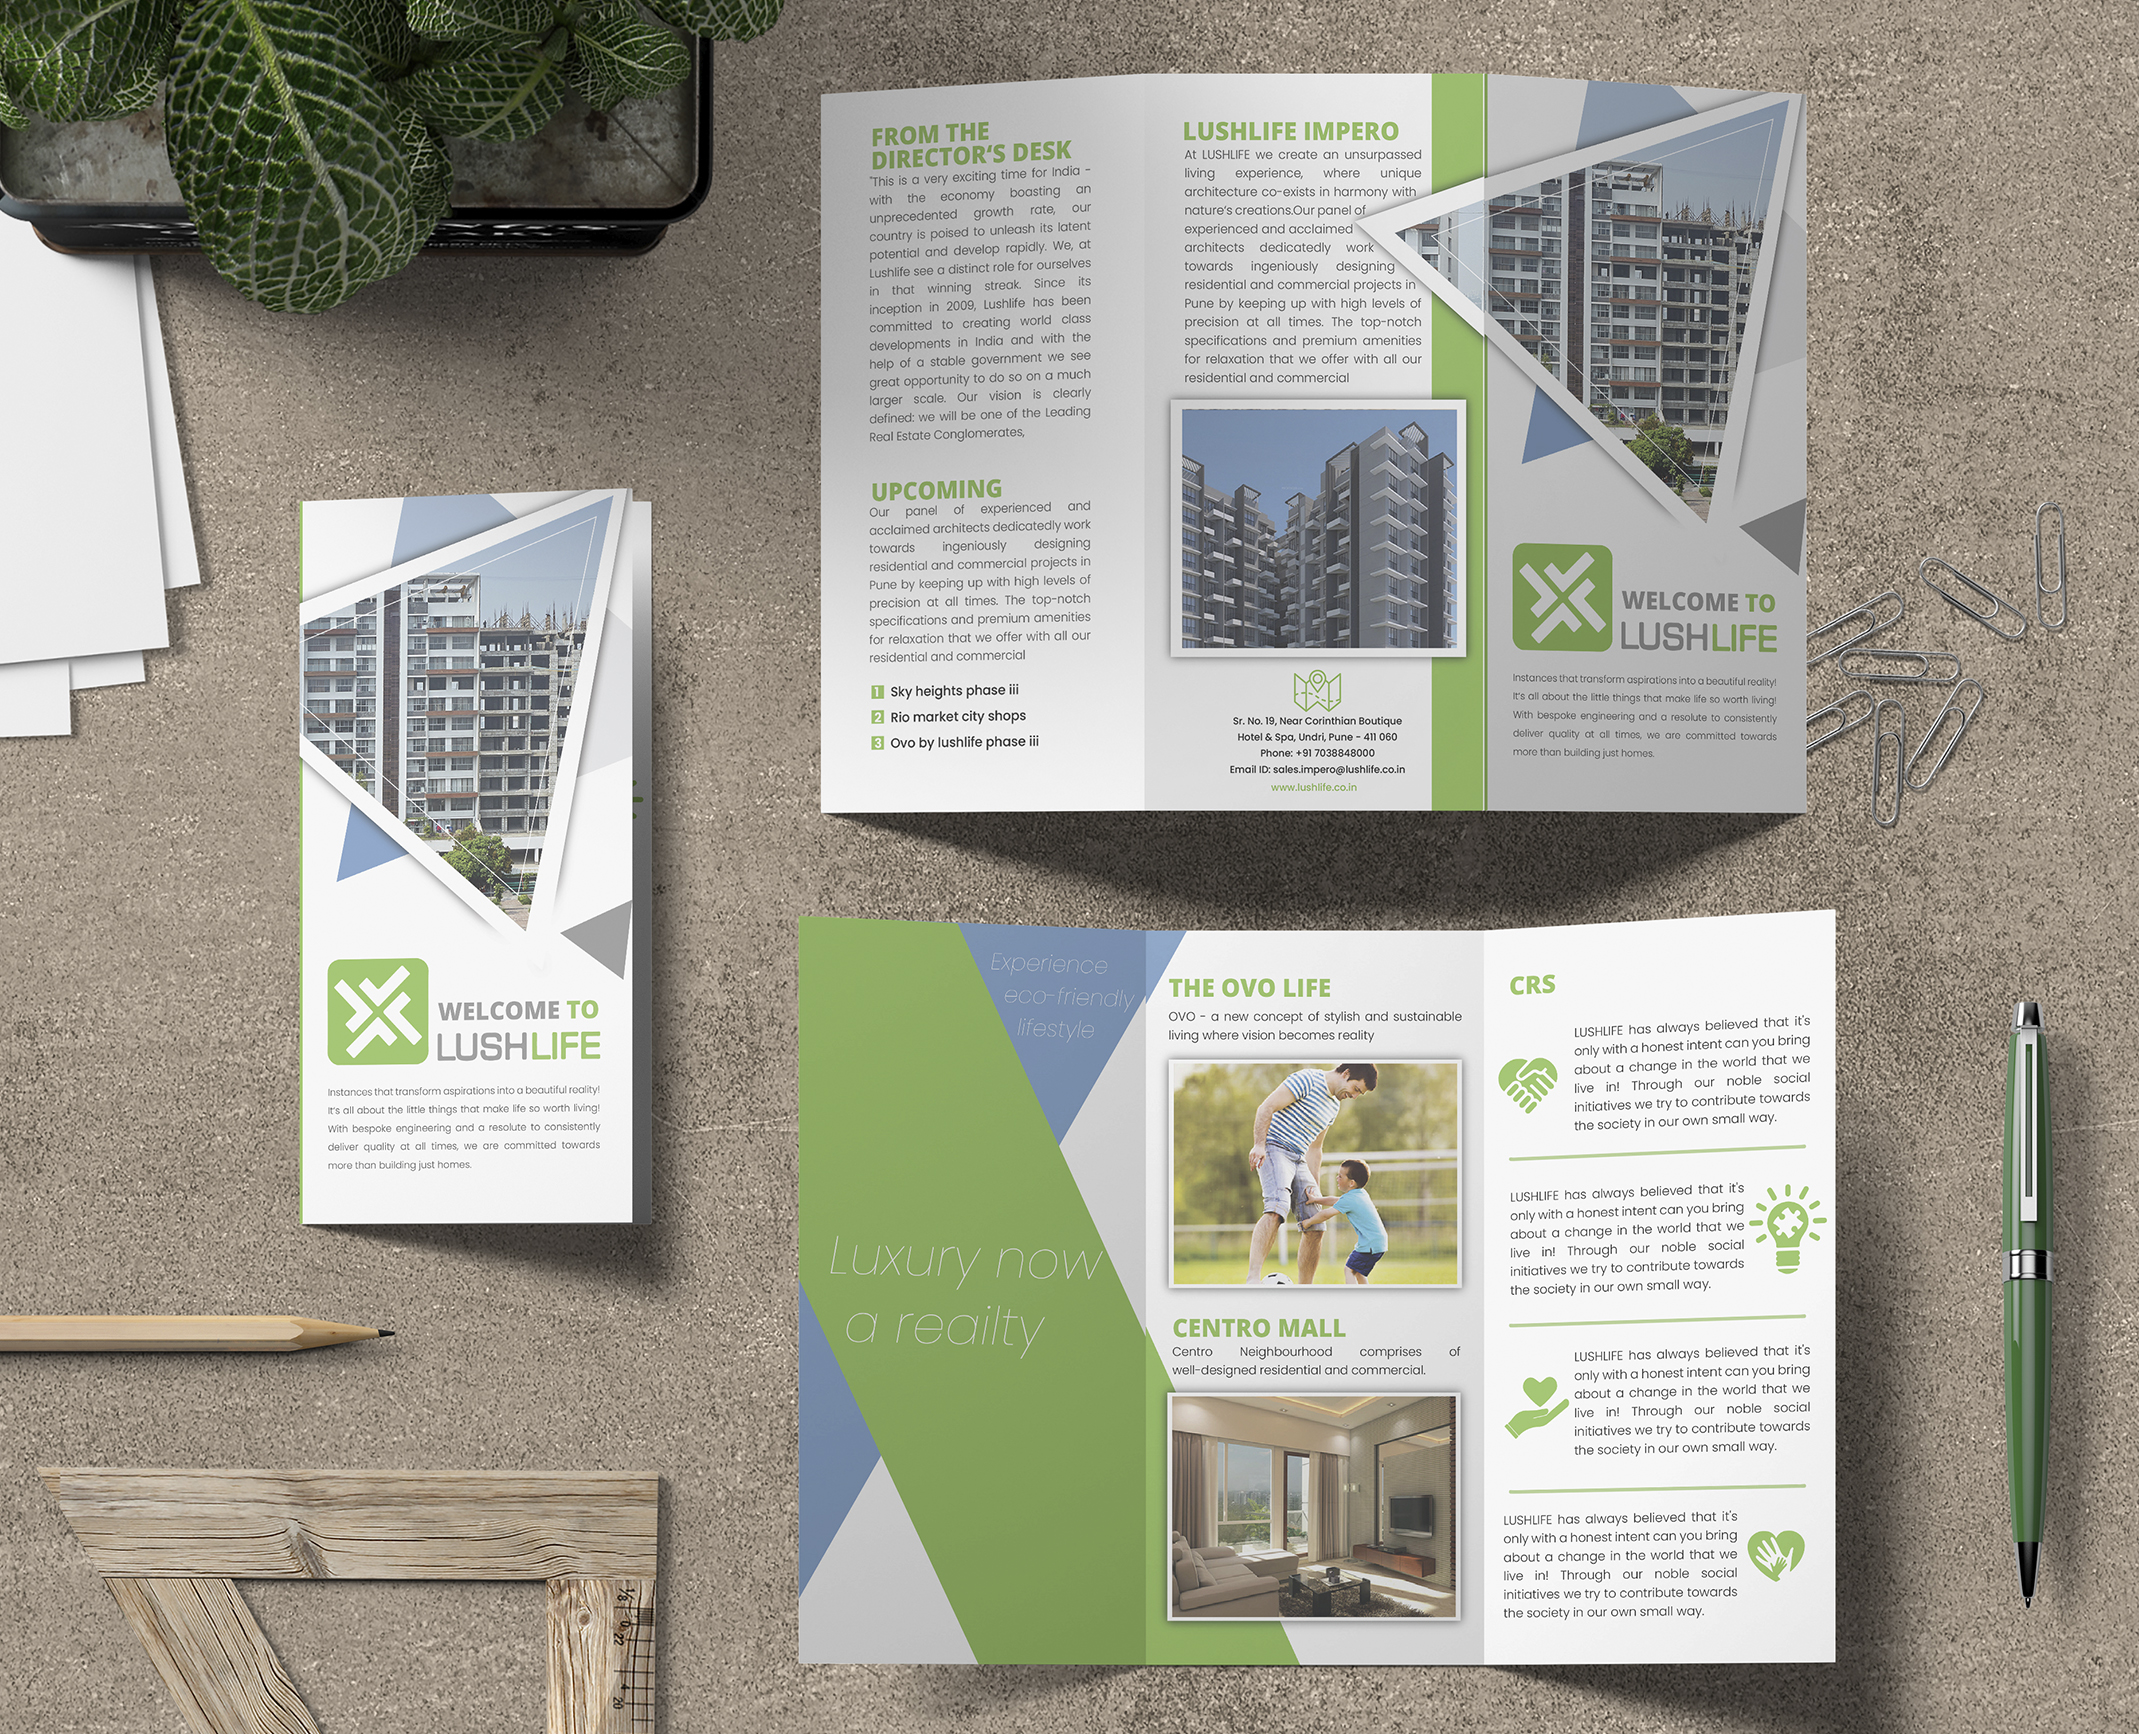 FROM THE
DIRECTOR'S DESK
"This is a very exciting time for India -
with the economy boasting an
unprecedented growth rate, our
country is poised to unleash its latent
potential and develop rapidly. We, at
Lushlife see a distinct role for ourselves
in that winning streak. Since its
inception in 2009, Lushlife has been
committed to creating world class
developments in India and with the
help of a stable government we see
great opportunity to do so on a much
larger scale. Our vision is clearly
defined: we will be one of the Leading
Real Estate Conglomerates,
UPCOMING
Our panel of experienced and
acclaimed architects dedicatedly work
towards ingeniously designing
residential and commercial projects in
Pune by keeping up with high levels of
precision at all times. The top-notch
specifications and premium amenities
for relaxation that we offer with all our
residential and commercial
1 Sky heights phase iii
2 Rio market city shops
3 Ovo by lushlife phase iii
LUSHLIFE IMPERO
At LUSHLIFE we create an unsurpassed
living experience, where unique
architecture co-exists in harmony with
nature's creations.Our panel of
experienced and acclaimed
architects dedicatedly work
towards ingeniously designing
residential and commercial projects in
Pune by keeping up with high levels of
precision at all times. The top-notch
specifications and premium amenities
for relaxation that we offer with all our
residential and commercial
Sr. No. 19, Near Corinthian Boutique
Hotel & Spa, Undri, Pune - 411 060
Phone: +91 7038848000
Email ID: sales.impero@lushlife.co.in
www.lushlife.co.in
WELCOME TO
LUSHLIFE
Instances that transform aspirations into a beautiful reality!
It's all about the little things that make life so worth living!
With bespoke engineering and a resolute to consistently
deliver quality at all times, we are committed towards
more than building just homes.
WELCOME TO
LUSHLIFE
Instances that transform aspirations into a beautiful reality!
It's all about the little things that make life so worth living!
With bespoke engineering and a resolute to consistently
deliver quality at all times, we are committed towards
more than building just homes.
Experience
eco-friendly
lifestyle
Luxury now
a reailty
THE OVO LIFE
OVO - a new concept of stylish and sustainable
living where vision becomes reality
CENTRO MALL
Centro Neighbourhood comprises of
well-designed residential and commercial.
CRS
LUSHLIFE has always believed that it's
only with a honest intent can you bring
about a change in the world that we
live in! Through our noble social
initiatives we try to contribute towards
the society in our own small way.
LUSHLIFE has always believed that it's
only with a honest intent can you bring
about a change in the world that we
live in! Through our noble social
initiatives we try to contribute towards
the society in our own small way.
LUSHLIFE has always believed that it's
only with a honest intent can you bring
about a change in the world that we
live in! Through our noble social
initiatives we try to contribute towards
the society in our own small way.
LUSHLIFE has always believed that it's
only with a honest intent can you bring
about a change in the world that we
live in! Through our noble social
initiatives we try to contribute towards
the society in our own small way.
22
20